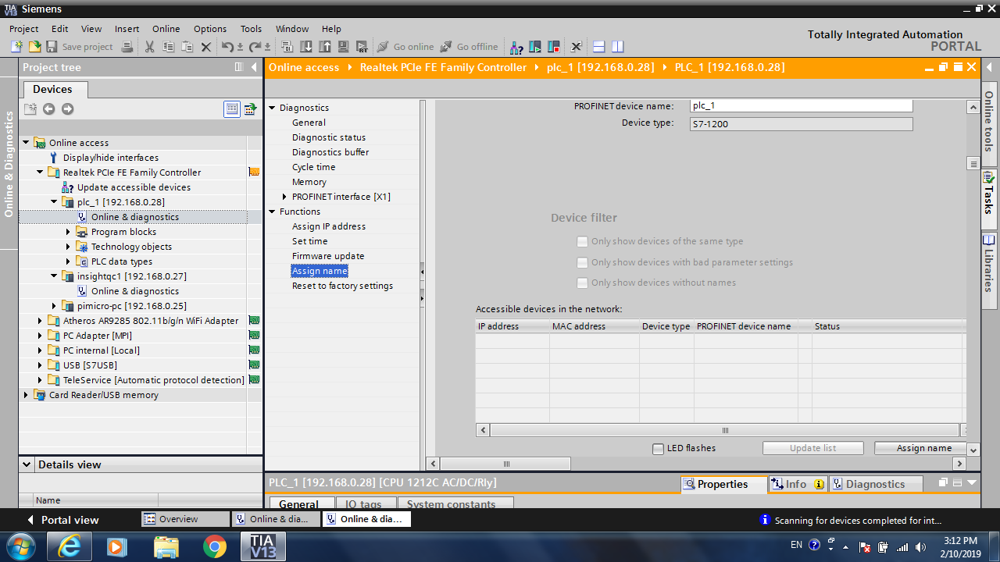 TIA V13 Siemens
Project Edit View Insert Online Options Tools Window Help
Totally Integrated Automation
PORTAL
Save project Go online Go offline
Project tree
Online access Realtek PCIe FE Family Controller plc_1 [192.168.0.28] PLC_1 [192.168.0.28]
Devices
Online & Diagnostics
Online access
Display/hide interfaces
Realtek PCIe FE Family Controller
Update accessible devices
plc_1 [192.168.0.28]
Online & diagnostics
Program blocks
Technology objects
PLC data types
insightqc1 [192.168.0.27]
Online & diagnostics
pimicro-pc [192.168.0.25]
Atheros AR9285 802.11b/g/n WiFi Adapter
PC Adapter [MPI]
PC internal [Local]
USB [S7USB]
TeleService [Automatic protocol detection]
Card Reader/USB memory
Details view
Name
Diagnostics
General
Diagnostic status
Diagnostics buffer
Cycle time
Memory
PROFINET interface [X1]
Functions
Assign IP address
Set time
Firmware update
Assign name
Reset to factory settings
PROFINET device name: plc_1
Device type: S7-1200
Device filter
Only show devices of the same type
Only show devices with bad parameter settings
Only show devices without names
Accessible devices in the network:
IP address MAC address Device type PROFINET device name Status
LED flashes Update list Assign name
Online tools
Tasks
Libraries
PLC_1 [192.168.0.28] [CPU 1212C AC/DC/Rly]
Properties Info Diagnostics
General IO tags System constants
Portal view Overview Online & dia... Online & dia... Scanning for devices completed for int...
TIA V13
EN
3:12 PM
2/10/2019